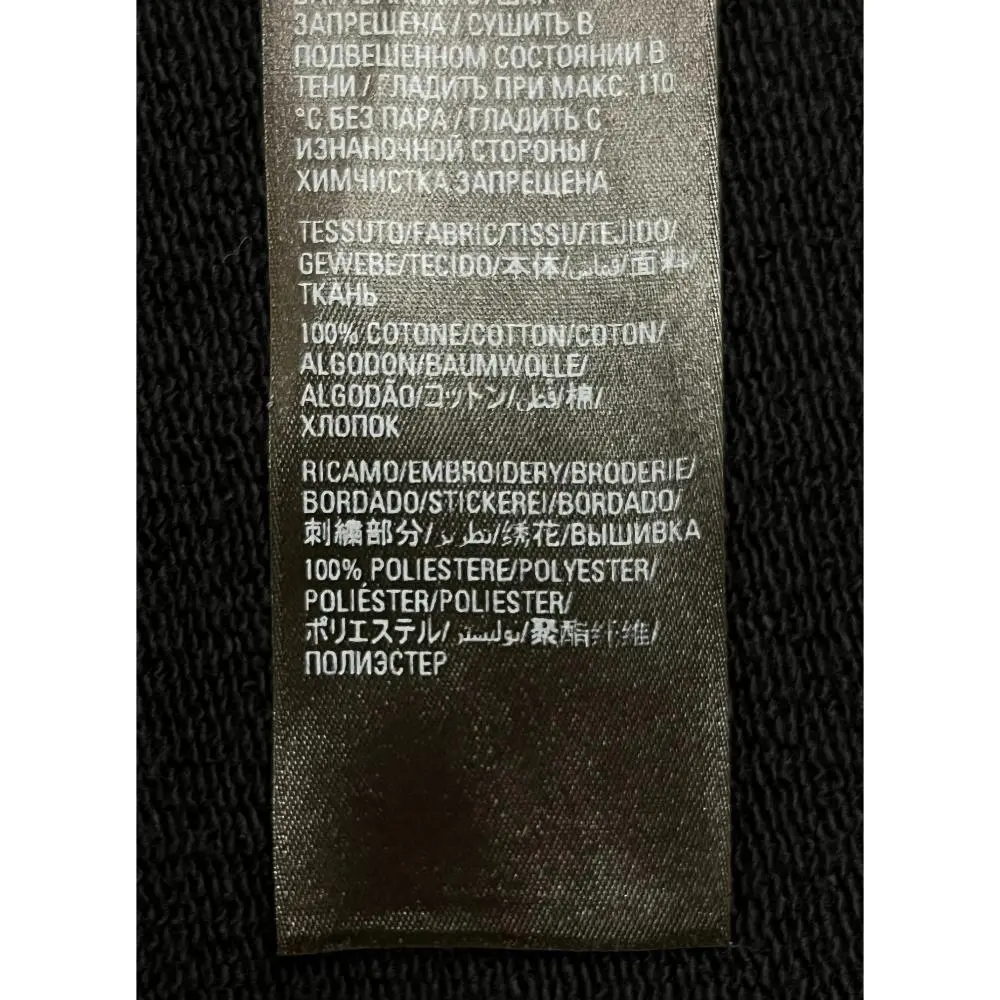 ЗАПРЕЩЕНА / СУШИТЬ В
ПОДВЕШЕННОМ СОСТОЯНИИ В
ТЕНИ / ГЛАДИТЬ ПРИ МАКС. 110
°C БЕЗ ПАРА / ГЛАДИТЬ С
ИЗНАНОЧНОЙ СТОРОНЫ /
ХИМЧИСТКА ЗАПРЕЩЕНА
TESSUTO/FABRIC/TISSU/TEJIDO/
GEWEBE/TECIDO/本体/قماش/面料/
ТКАНЬ
100% COTONE/COTTON/COTON/
ALGODON/BAUMWOLLE/
ALGODÃO/コットン/قطن/棉/
ХЛОПОК
RICAMO/EMBROIDERY/BRODERIE/
BORDADO/STICKEREI/BORDADO/
刺繍部分/تطريز/绣花/ВЫШИВКА
100% POLIESTERE/POLYESTER/
POLIÉSTER/POLIESTER/
ポリエステル/بوليستر/聚酯纤维/
ПОЛИЭСТЕР